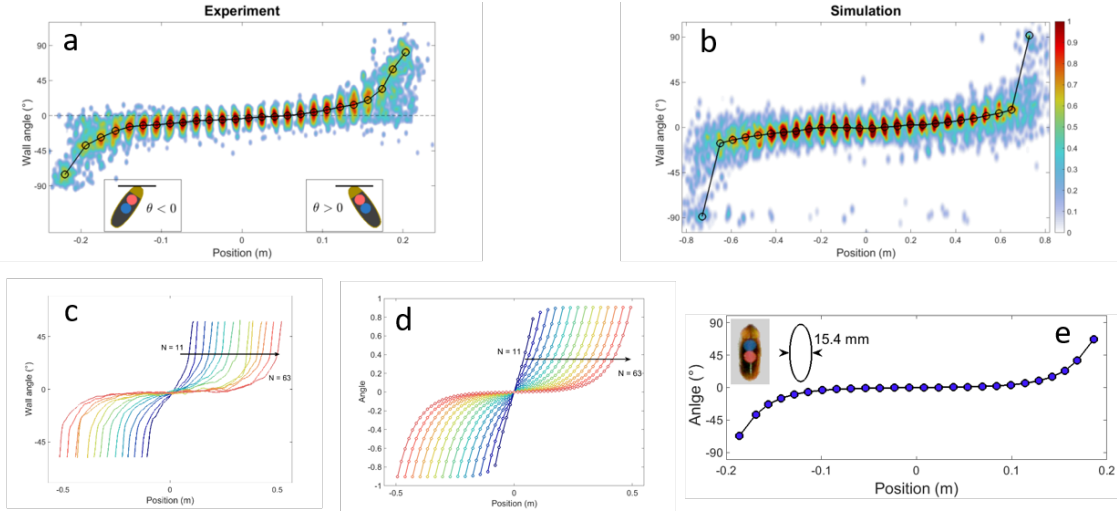 Experiment
a
90
45
0
-45
-90
Wall angle (°)
θ < 0
θ > 0
-0.2
-0.1
0
0.1
0.2
Position (m)
Simulation
b
90
45
0
-45
-90
Wall angle (°)
-0.8
-0.6
-0.4
-0.2
0
0.2
0.4
0.6
0.8
Position (m)
1
0.9
0.8
0.7
0.6
0.5
0.4
0.3
0.2
0.1
0
c
45
0
-45
Wall angle (°)
N = 11
N = 63
-0.5
0
0.5
Position (m)
d
1
0.8
0.6
0.4
0.2
0
-0.2
-0.4
-0.6
-0.8
-1
Angle
N = 11
N = 63
-0.5
0
0.5
Position (m)
e
15.4 mm
90
45
0
-45
-90
Anlge (°)
-0.2
-0.1
0
0.1
0.2
Position (m)